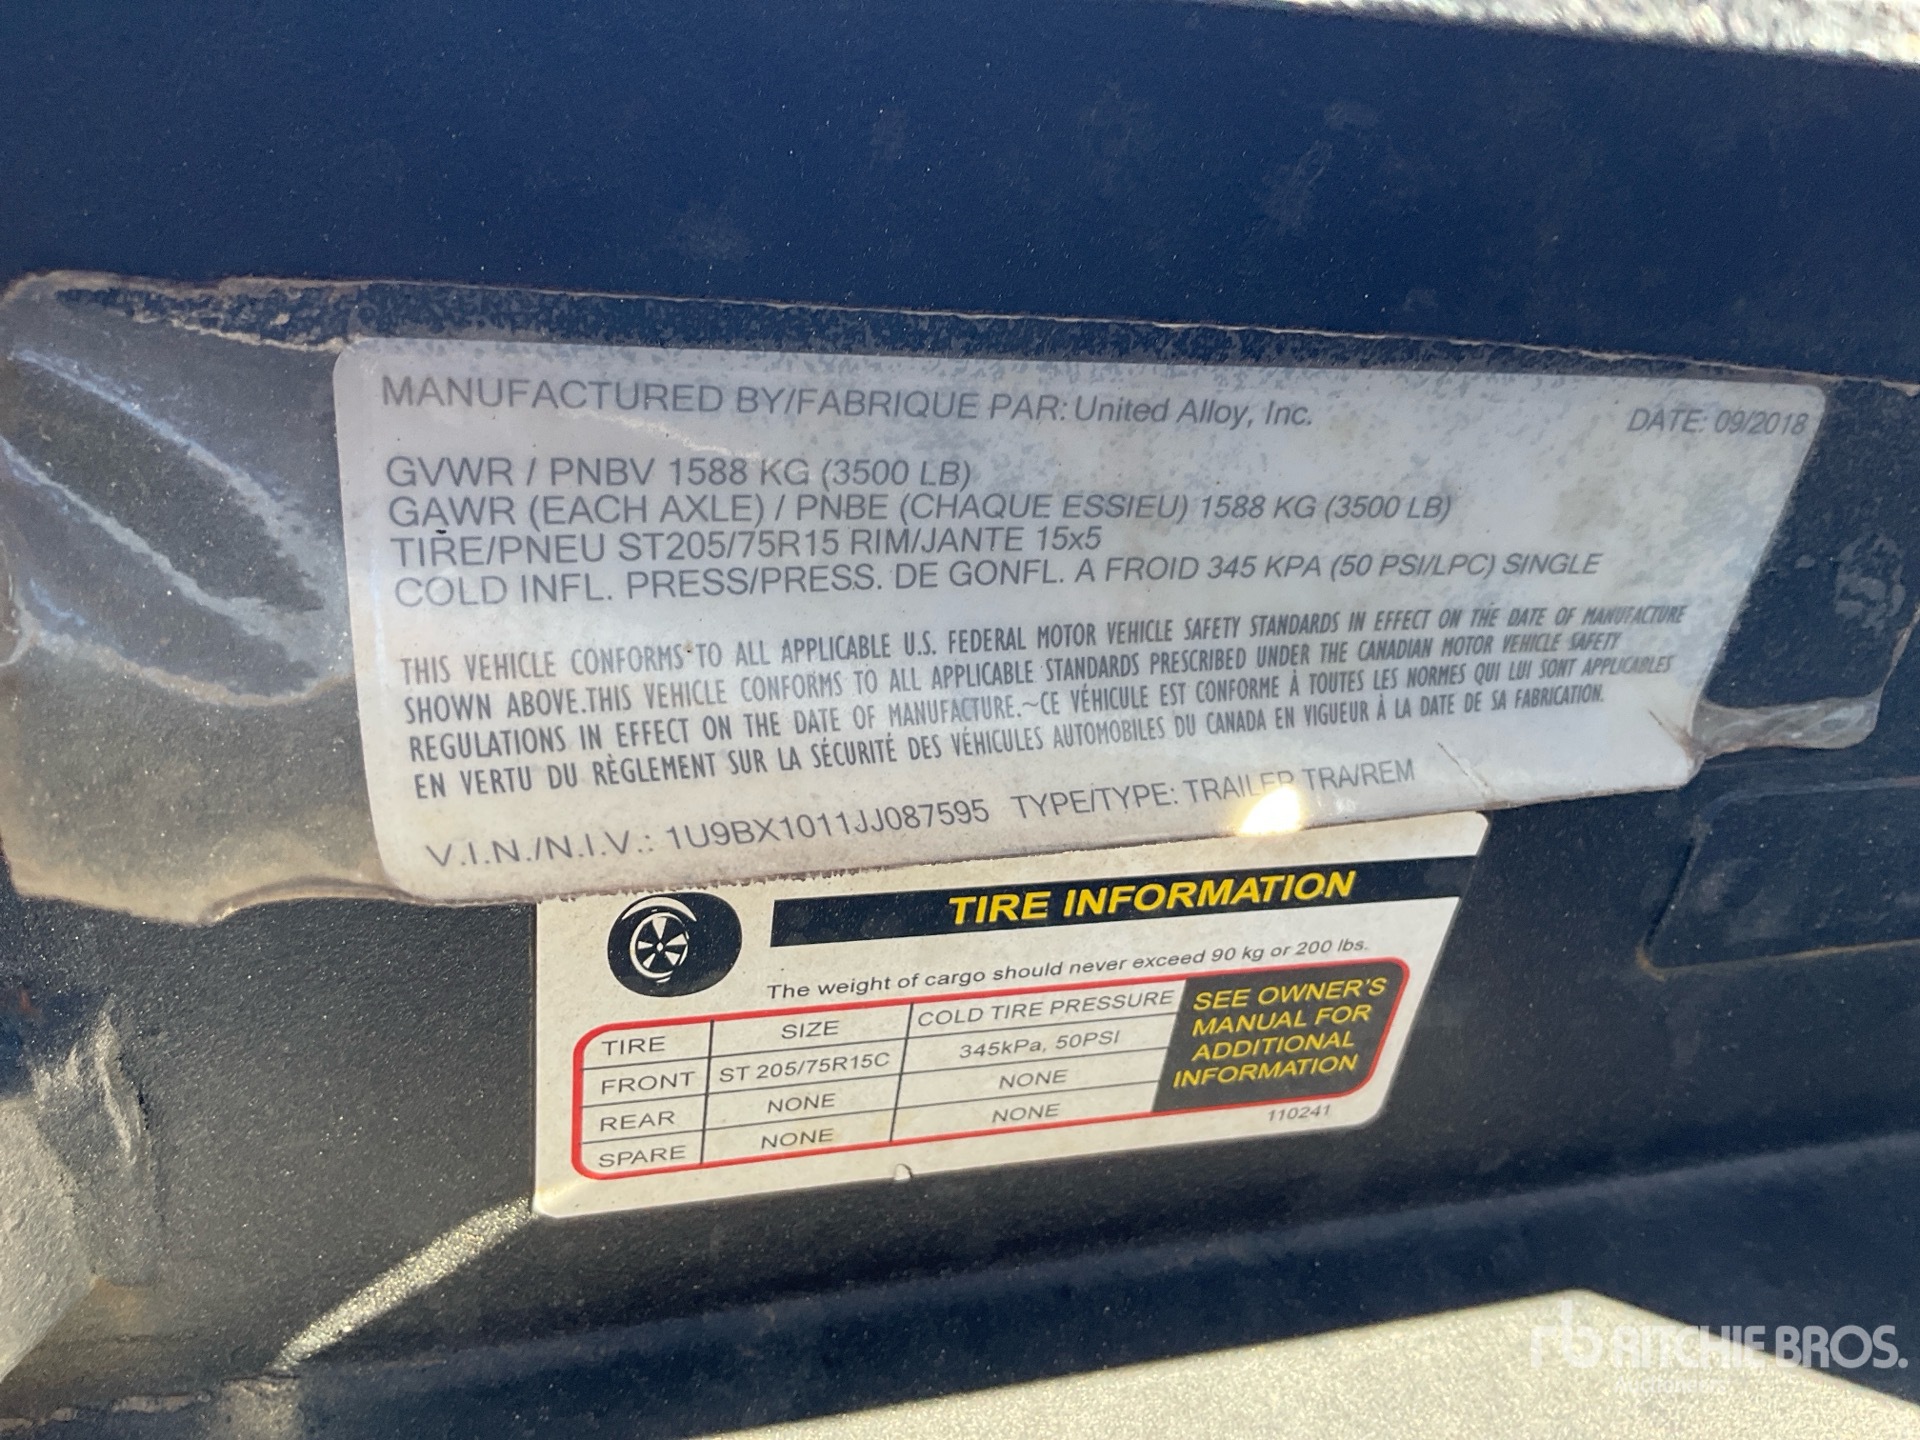 MANUFACTURED BY/FABRIQUE PAR: United Alloy, Inc. DATE: 09/2018
GVWR / PNBV 1588 KG (3500 LB)
GAWR (EACH AXLE) / PNBE (CHAQUE ESSIEU) 1588 KG (3500 LB)
TIRE/PNEU ST205/75R15 RIM/JANTE 15x5
COLD INFL. PRESS/PRESS. DE GONFL. A FROID 345 KPA (50 PSI/LPC) SINGLE
THIS VEHICLE CONFORMS TO ALL APPLICABLE U.S. FEDERAL MOTOR VEHICLE SAFETY STANDARDS IN EFFECT ON THE DATE OF MANUFACTURE
SHOWN ABOVE.THIS VEHICLE CONFORMS TO ALL APPLICABLE STANDARDS PRESCRIBED UNDER THE CANADIAN MOTOR VEHICLE SAFETY
REGULATIONS IN EFFECT ON THE DATE OF MANUFACTURE.~CE VÉHICULE EST CONFORME À TOUTES LES NORMES QUI LUI SONT APPLICABLES
EN VERTU DU RÈGLEMENT SUR LA SÉCURITÉ DES VÉHICULES AUTOMOBILES DU CANADA EN VIGUEUR À LA DATE DE SA FABRICATION.
V.I.N./N.I.V.: 1U9BX1011JJ087595 TYPE/TYPE: TRAILER TRA/REM
TIRE INFORMATION
The weight of cargo should never exceed 90 kg or 200 lbs.
TIRE SIZE COLD TIRE PRESSURE
FRONT ST 205/75R15C 345kPa, 50PSI
REAR NONE NONE
SPARE NONE NONE
SEE OWNER'S
MANUAL FOR
ADDITIONAL
INFORMATION
110241
rb RITCHIE BROS.
Auctioneers